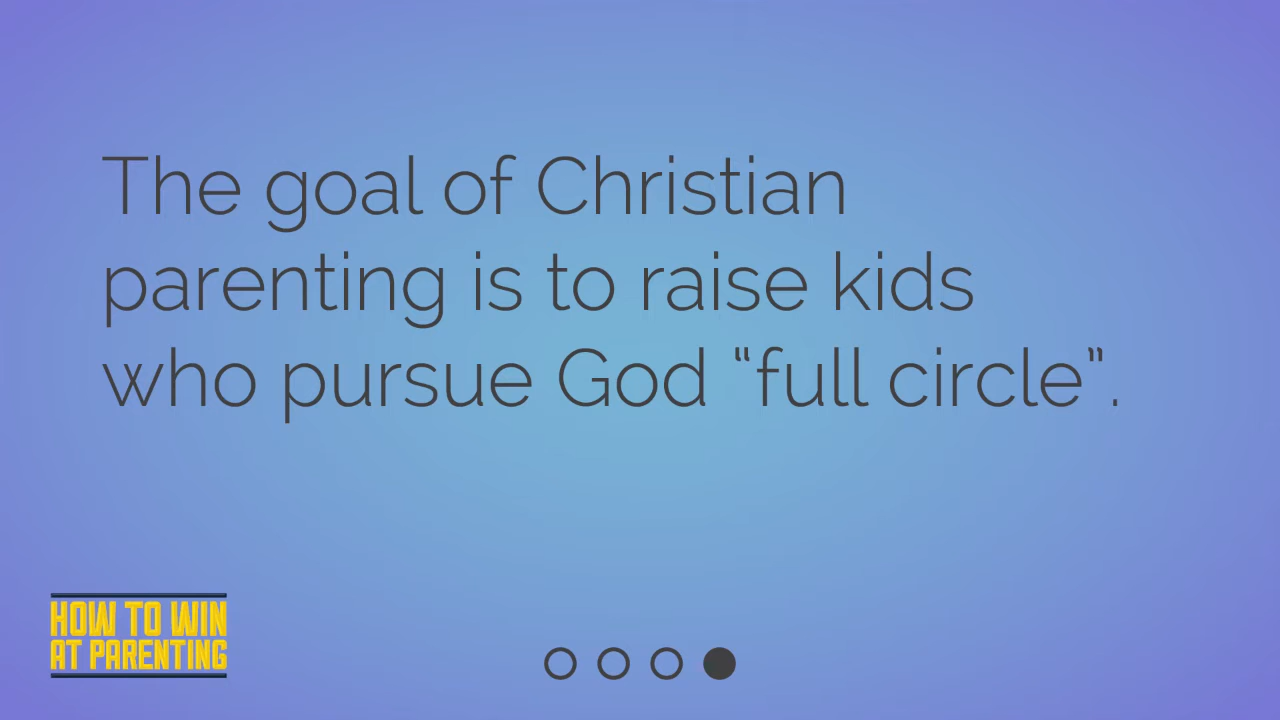 The goal of Christian
parenting is to raise kids
who pursue God “full circle”.
HOW TO WIN
AT PARENTING